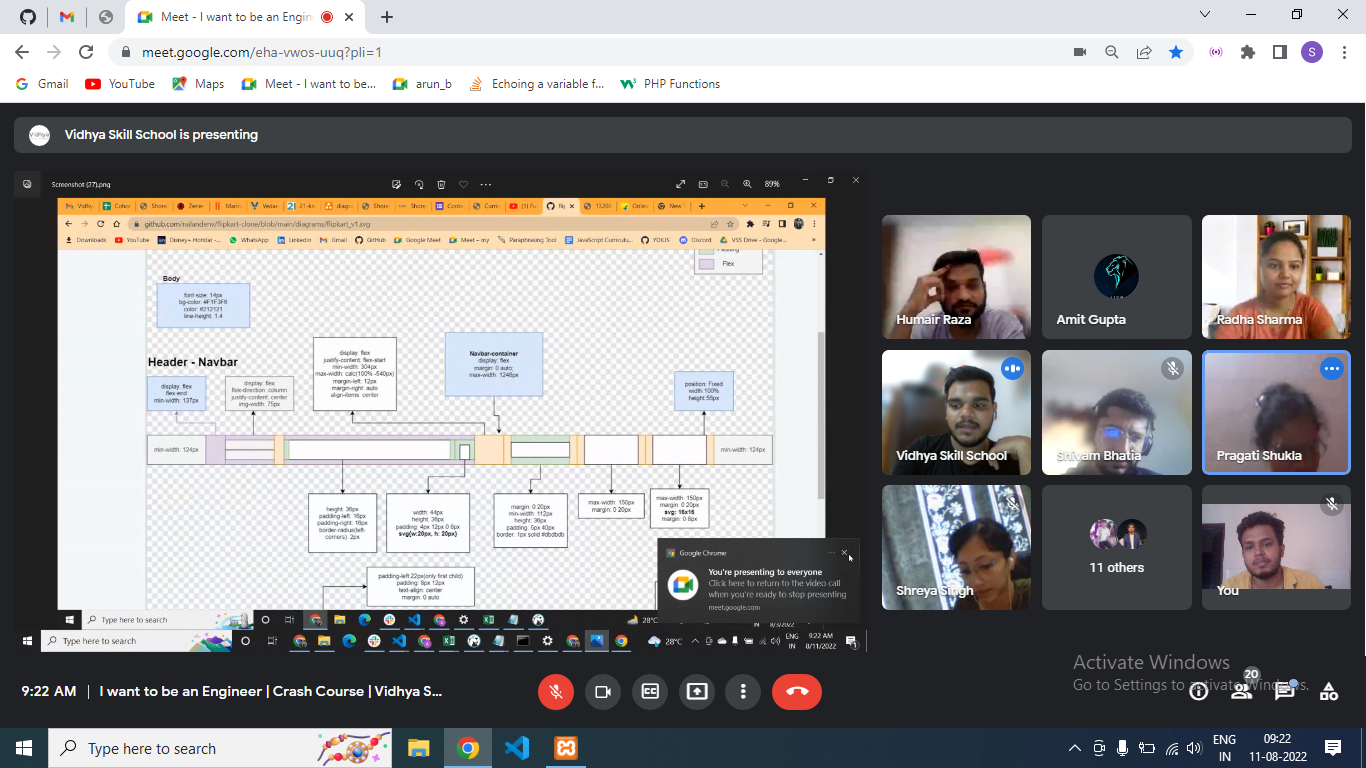 Meet - I want to be an Engin
meet.google.com/eha-vwos-uuq?pli=1
S
Gmail
YouTube
Maps
Meet - I want to be...
arun_b
Echoing a variable f...
PHP Functions
Vidhya Skill School is presenting
Screenshot (27).png
89%
github.com/nalandenv/flipkart-clone/blob/main/diagrams/flipkart_v1.svg
Downloads
YouTube
Disney+ Hotstar -...
WhatsApp
LinkedIn
Gmail
GitHub
Google Meet
Meet – my
Paraphrasing Tool
JavaScript Curriculu...
YDKJS
Discord
VSS Drive - Google...
Padding
Flex
Body
font-size: 14px
bg-color: #F1F3F6
color: #212121
line-height: 1.4
Header - Navbar
display: flex
flex-end
min-width: 137px
display: flex
flex-direction: column
justify-content: center
img-width: 75px
display: flex
justify-content: flex-start
min-width: 304px
max-width: calc(100% -540px)
margin-left: 12px
margin-right: auto
align-items: center
Navbar-container
display: flex
margin: 0 auto;
max-width: 1248px
position: Fixed
width:100%
height:56px
min-width: 124px
min-width: 124px
height: 36px
padding-left: 16px
padding-right: 16px
border-radius(left-
corners): 2px
width: 44px
height: 36px
padding: 4px 12px 0 8px
svg{w:20px, h: 20px}
margin: 0 20px
min-width: 112px
height: 36px
padding: 5px 40px
border: 1px solid #dbdbdb
max-width: 150px
margin: 0 20px
max-width: 150px
margin: 0 20px
svg: 16x16
margin: 0 8px
padding-left:22px(only first child)
padding: 8px 12px
text-align: center
margin: 0 auto
Google Chrome
You're presenting to everyone
Click here to return to the video call
when you're ready to stop presenting
meet.google.com
Type here to search
28°C
IN
8/3/2022
Type here to search
28°C
ENG
IN
9:22 AM
8/11/2022
1
Humair Raza
Amit Gupta
LION
Radha Sharma
Vidhya Skill School
Shivam Bhatia
Pragati Shukla
Shreya Singh
11 others
You
Activate Windows
Go to Settings to activate Windows.
9:22 AM
I want to be an Engineer | Crash Course | Vidhya S...
20
Type here to search
ENG
IN
09:22
11-08-2022